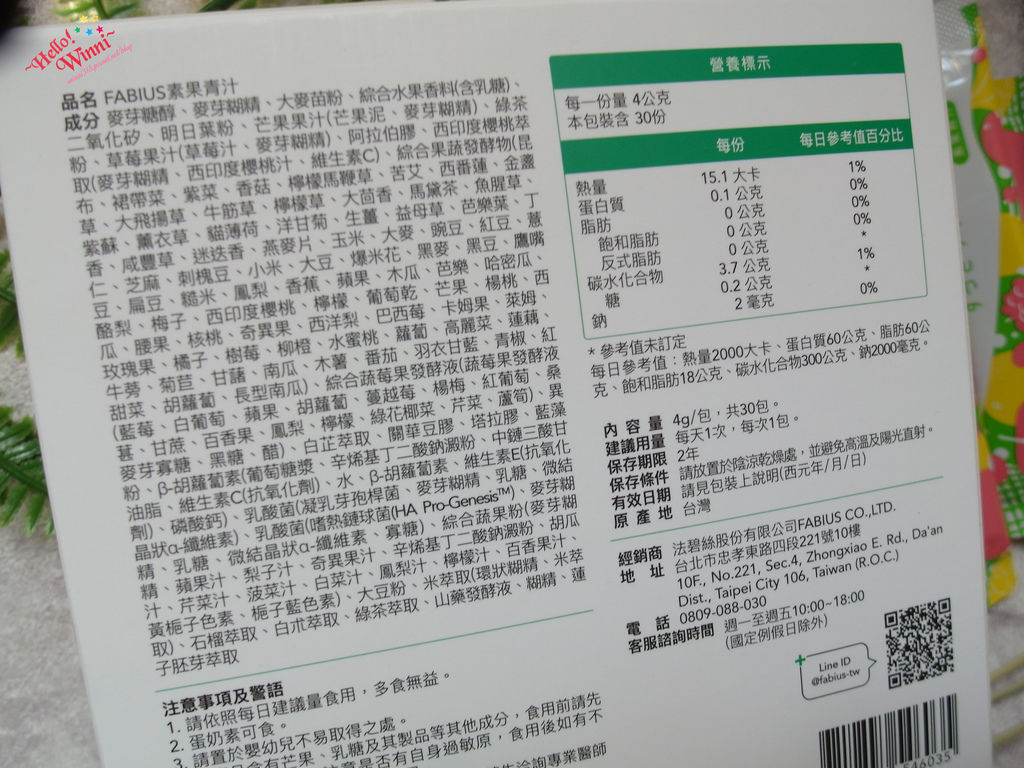 ~Hello!
Winni~
品名 FABIUS素果青汁
成分 麥芽糖醇、麥芽糊精、大麥苗粉、綜合水果香料(含乳糖)、
二氧化矽、明日葉粉、芒果果汁(芒果泥、麥芽糊精)、綠茶
粉、草莓果汁(草莓汁、麥芽糊精)、阿拉伯膠、西印度櫻桃萃
取(麥芽糊精、西印度櫻桃汁、維生素C)、綜合果蔬發酵物(昆
布、裙帶菜、紫菜、香菇、檸檬馬鞭草、苦艾、西番蓮、金盞
草、大飛揚草、牛筋草、檸檬草、大茴香、馬黛茶、魚腥草、
紫蘇、薰衣草、貓薄荷、洋甘菊、生薑、益母草、芭樂葉、丁
香、咸豐草、迷迭香、燕麥片、玉米、大麥、豌豆、紅豆、薏
仁、芝麻、刺槐豆、小米、大豆、爆米花、黑麥、黑豆、鷹嘴
豆、扁豆、糙米、鳳梨、香蕉、蘋果、木瓜、芭樂、哈密瓜、
酪梨、梅子、西印度櫻桃、檸檬、葡萄乾、芒果、楊桃、西
瓜、腰果、核桃、奇異果、西洋梨、巴西莓、卡姆果、萊姆、
玫瑰果、橘子、樹莓、柳橙、水蜜桃、蘿蔔、高麗菜、蓮藕、
牛蒡、菊苣、甘藷、南瓜、木薯、番茄、羽衣甘藍、青椒、紅
甜菜、胡蘿蔔、長型南瓜)、綜合蔬莓果發酵液(蔬莓果發酵液
(藍莓、白葡萄、蘋果、胡蘿蔔、蔓越莓、楊梅、紅葡萄、桑
葚、甘蔗、百香果、鳳梨、檸檬、綠花椰菜、芹菜、蘆筍)、異
麥芽寡糖、黑糖、醋)、白芷萃取、關華豆膠、塔拉膠、藍藻
粉、β-胡蘿蔔素(葡萄糖漿、辛烯基丁二酸鈉澱粉、中鏈三酸甘
油脂、維生素C(抗氧化劑)、水、β-胡蘿蔔素、維生素E(抗氧化
劑)、磷酸鈣)、乳酸菌(凝乳芽孢桿菌、麥芽糊精、乳糖、微結
晶狀α-纖維素)、乳酸菌(嗜熱鏈球菌(HA Pro-Genesis™)、麥芽糊
精、乳糖、微結晶狀α-纖維素、寡糖)、綜合蔬果粉(麥芽糊
精、蘋果汁、梨子汁、奇異果汁、辛烯基丁二酸鈉澱粉、胡瓜
汁、芹菜汁、菠菜汁、白菜汁、鳳梨汁、檸檬汁、百香果汁、
黃梔子色素、梔子藍色素)、大豆粉、米萃取(環狀糊精、米萃
取)、石榴萃取、白朮萃取、綠茶萃取、山藥發酵液、糊精、蓮
子胚芽萃取
注意事項及警語
1. 請依照每日建議量食用，多食無益。
2. 蛋奶素可食。
3. 請置於嬰幼兒不易取得之處。
含有芒果、乳糖及其製品等其他成分，食用前請先
是否有自身過敏原，食用後如有不
洽詢專業醫師
營養標示
每一份量 4公克
本包裝含 30份
每份 每日參考值百分比
熱量 15.1 大卡 1%
蛋白質 0.1 公克 0%
脂肪 0 公克 0%
飽和脂肪 0 公克 0%
反式脂肪 0 公克 *
碳水化合物 3.7 公克 1%
糖 0.2 公克 *
鈉 2 毫克 0%
* 參考值未訂定
每日參考值：熱量2000大卡、蛋白質60公克、脂肪60公
克、飽和脂肪18公克、碳水化合物300公克、鈉2000毫克。
內容量 4g/包，共30包。
建議用量 每天1次，每次1包。
保存期限 2年
保存條件 請放置於陰涼乾燥處，並避免高溫及陽光直射。
有效日期 請見包裝上說明(西元年/月/日)
原產地 台灣
經銷商 法碧絲股份有限公司FABIUS CO.,LTD.
地址 台北市忠孝東路四段221號10樓
10F., No.221, Sec.4, Zhongxiao E. Rd., Da'an
Dist., Taipei City 106, Taiwan (R.O.C.)
電話 0809-088-030
客服諮詢時間 週一至週五10:00~18:00
(國定例假日除外)
Line ID
@fabius-tw